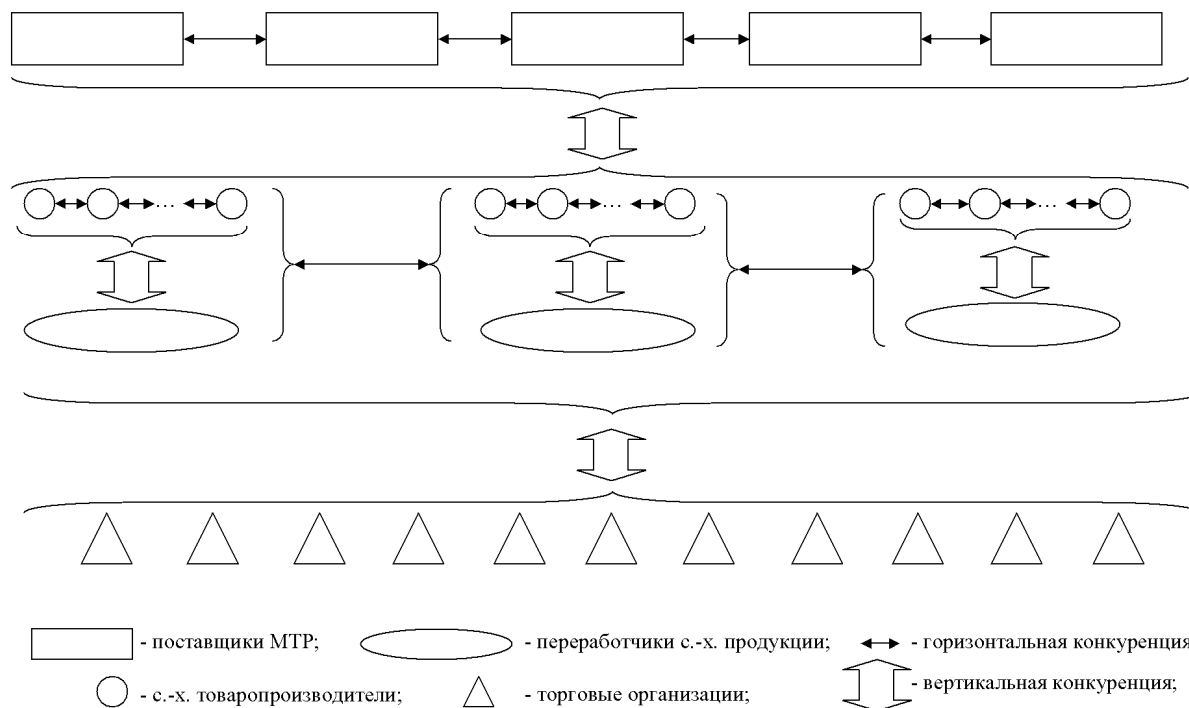 ...
...
...
- поставщики МТР;
- переработчики с.-х. продукции;
- горизонтальная конкуренция
- с.-х. товаропроизводители;
- торговые организации;
- вертикальная конкуренция;